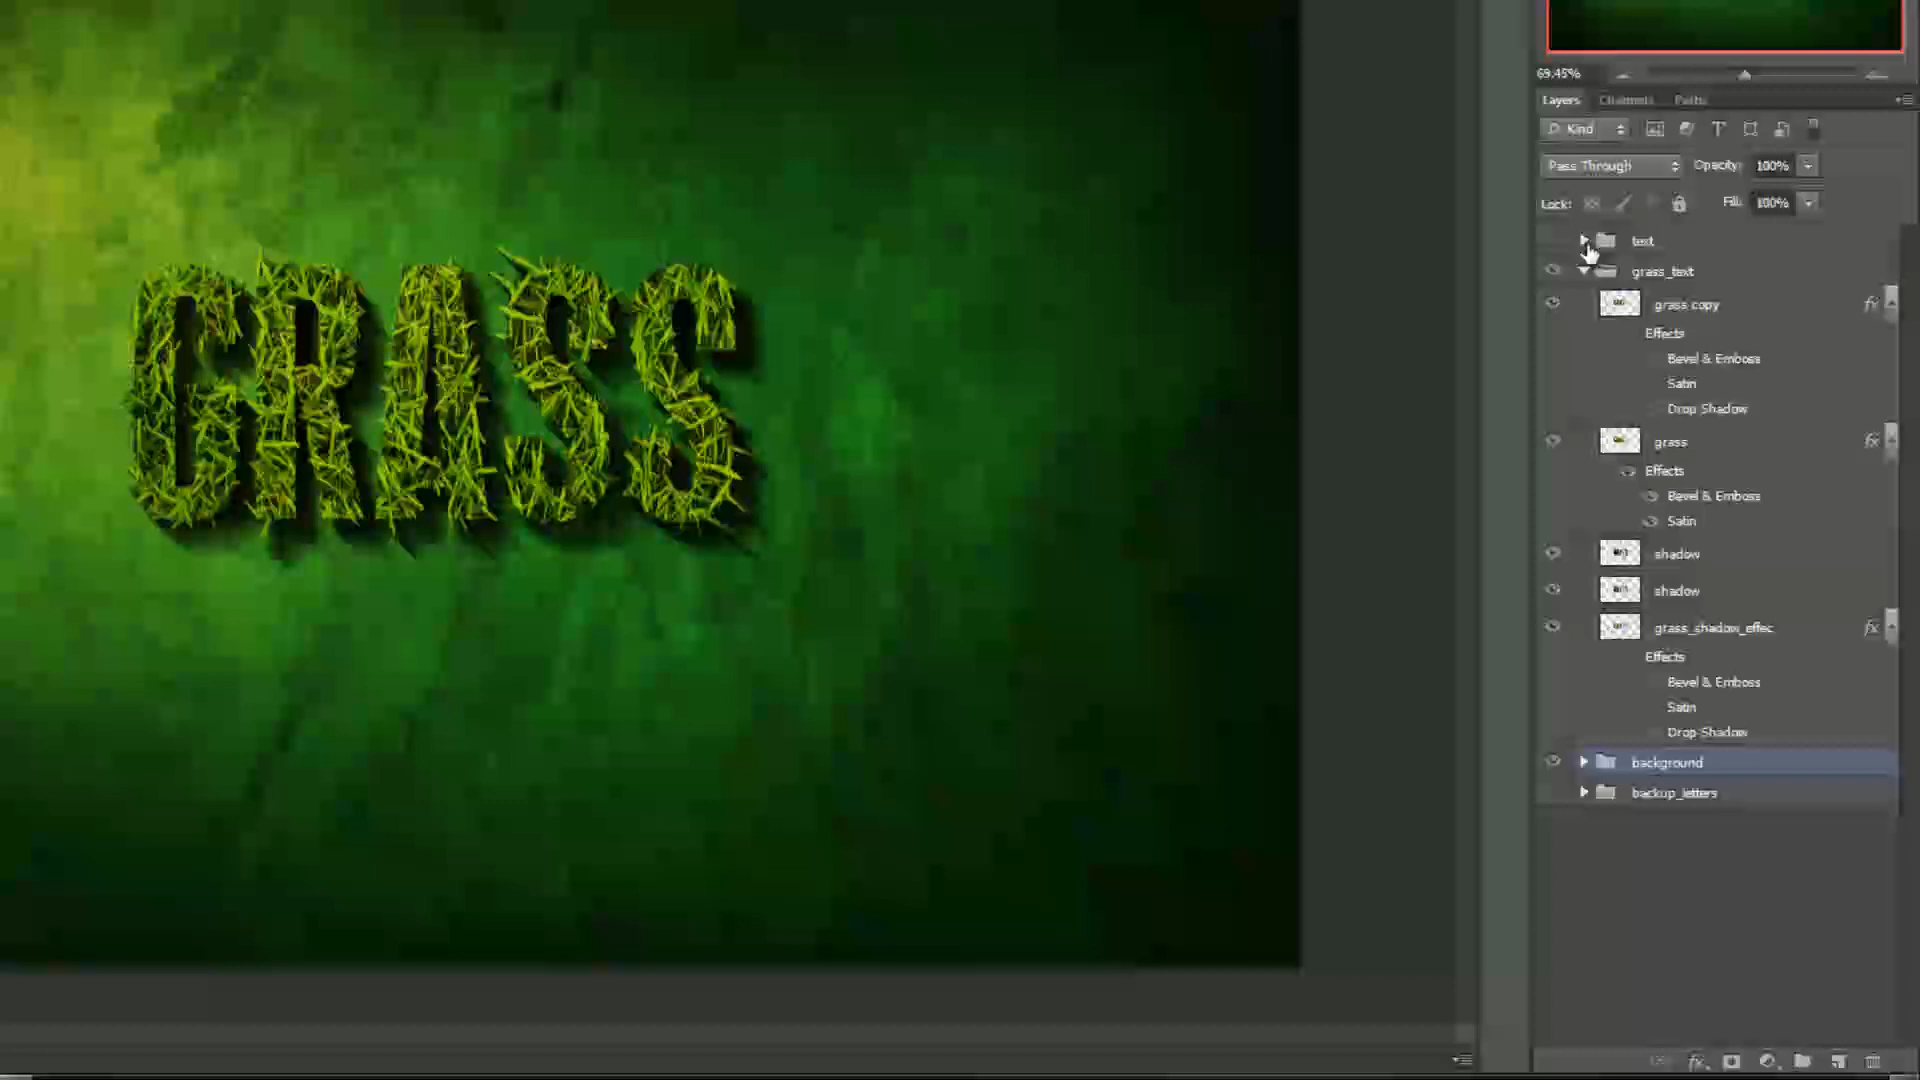 GRASS
69.45%
Layers Channels Paths
Kind
Pass Through Opacity: 100%
Lock: Fill: 100%
text
grass_text
grass copy fx
Effects
Bevel & Emboss
Satin
Drop Shadow
grass fx
Effects
Bevel & Emboss
Satin
shadow
shadow
grass_shadow_effec fx
Effects
Bevel & Emboss
Satin
Drop Shadow
background
backup_letters
fx